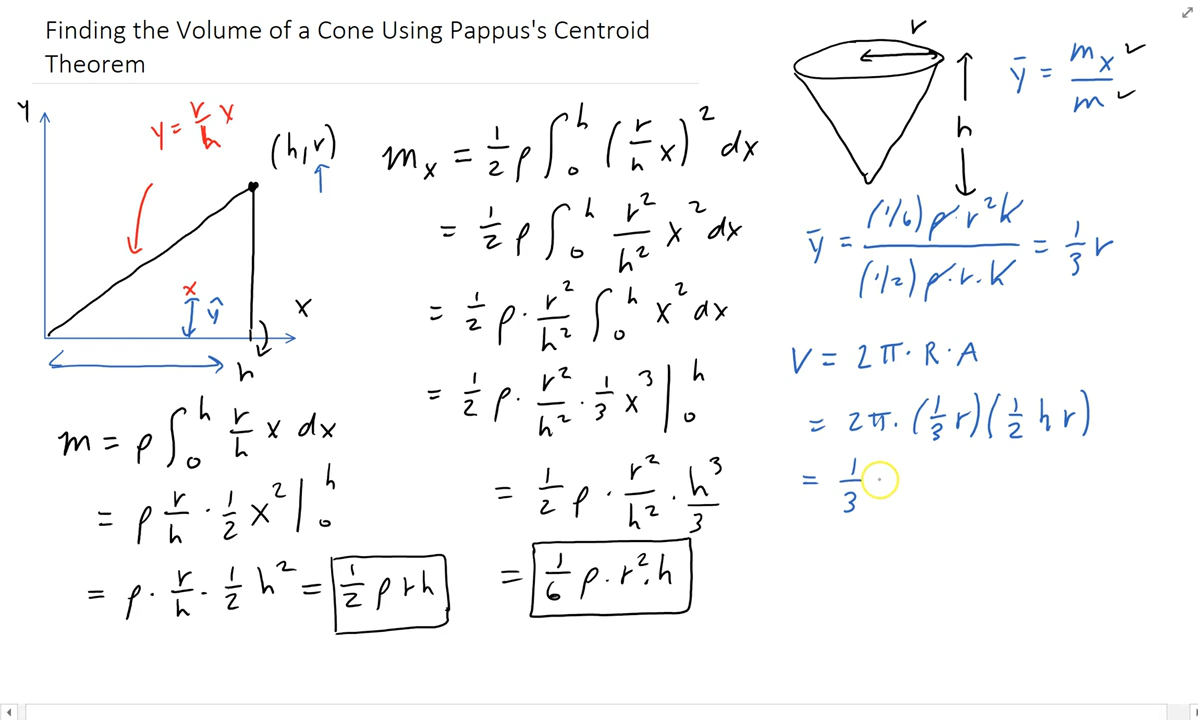 Finding the Volume of a Cone Using Pappus's Centroid
Theorem
y
y = r/h x
(h, r)
x
ŷ
x
h
m = ρ ∫₀ʰ r/h x dx
= ρ r/h · 1/2 x² |₀ʰ
= ρ · r/h · 1/2 h² = 1/2 ρ r h
mₓ = 1/2 ρ ∫₀ʰ (r/h x)² dx
= 1/2 ρ ∫₀ʰ r²/h² x² dx
= 1/2 ρ · r²/h² ∫₀ʰ x² dx
= 1/2 ρ · r²/h² · 1/3 x³ |₀ʰ
= 1/2 ρ · r²/h² · h³/3
= 1/6 ρ · r² · h
r
h
ȳ = mₓ/m
ȳ = (1/6) ρ · r² h / (1/2) ρ · r · h = 1/3 r
V = 2π · R · A
= 2π · (1/3 r)(1/2 h r)
= 1/3